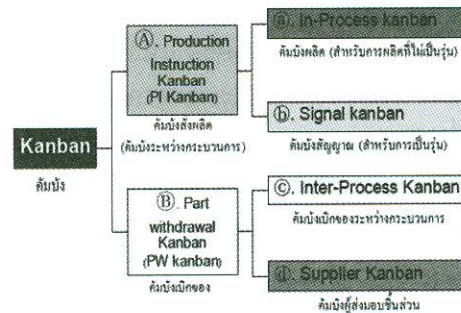 Kanban
คัมบัง
Ⓐ. Production
Instruction
Kanban
(PI Kanban)
คัมบังสั่งผลิต
(คัมบังระหว่างกระบวนการ)
Ⓑ. Part
withdrawal
Kanban
(PW kanban)
คัมบังเบิกของ
ⓐ. In-Process kanban
คัมบังผลิต (สำหรับการผลิตที่ไม่เป็นรุ่น)
ⓑ. Signal kanban
คัมบังสัญญาณ (สำหรับการเป็นรุ่น)
ⓒ. Inter-Process Kanban
คัมบังเบิกของระหว่างกระบวนการ
ⓓ. Supplier Kanban
คัมบังผู้ส่งมอบชิ้นส่วน